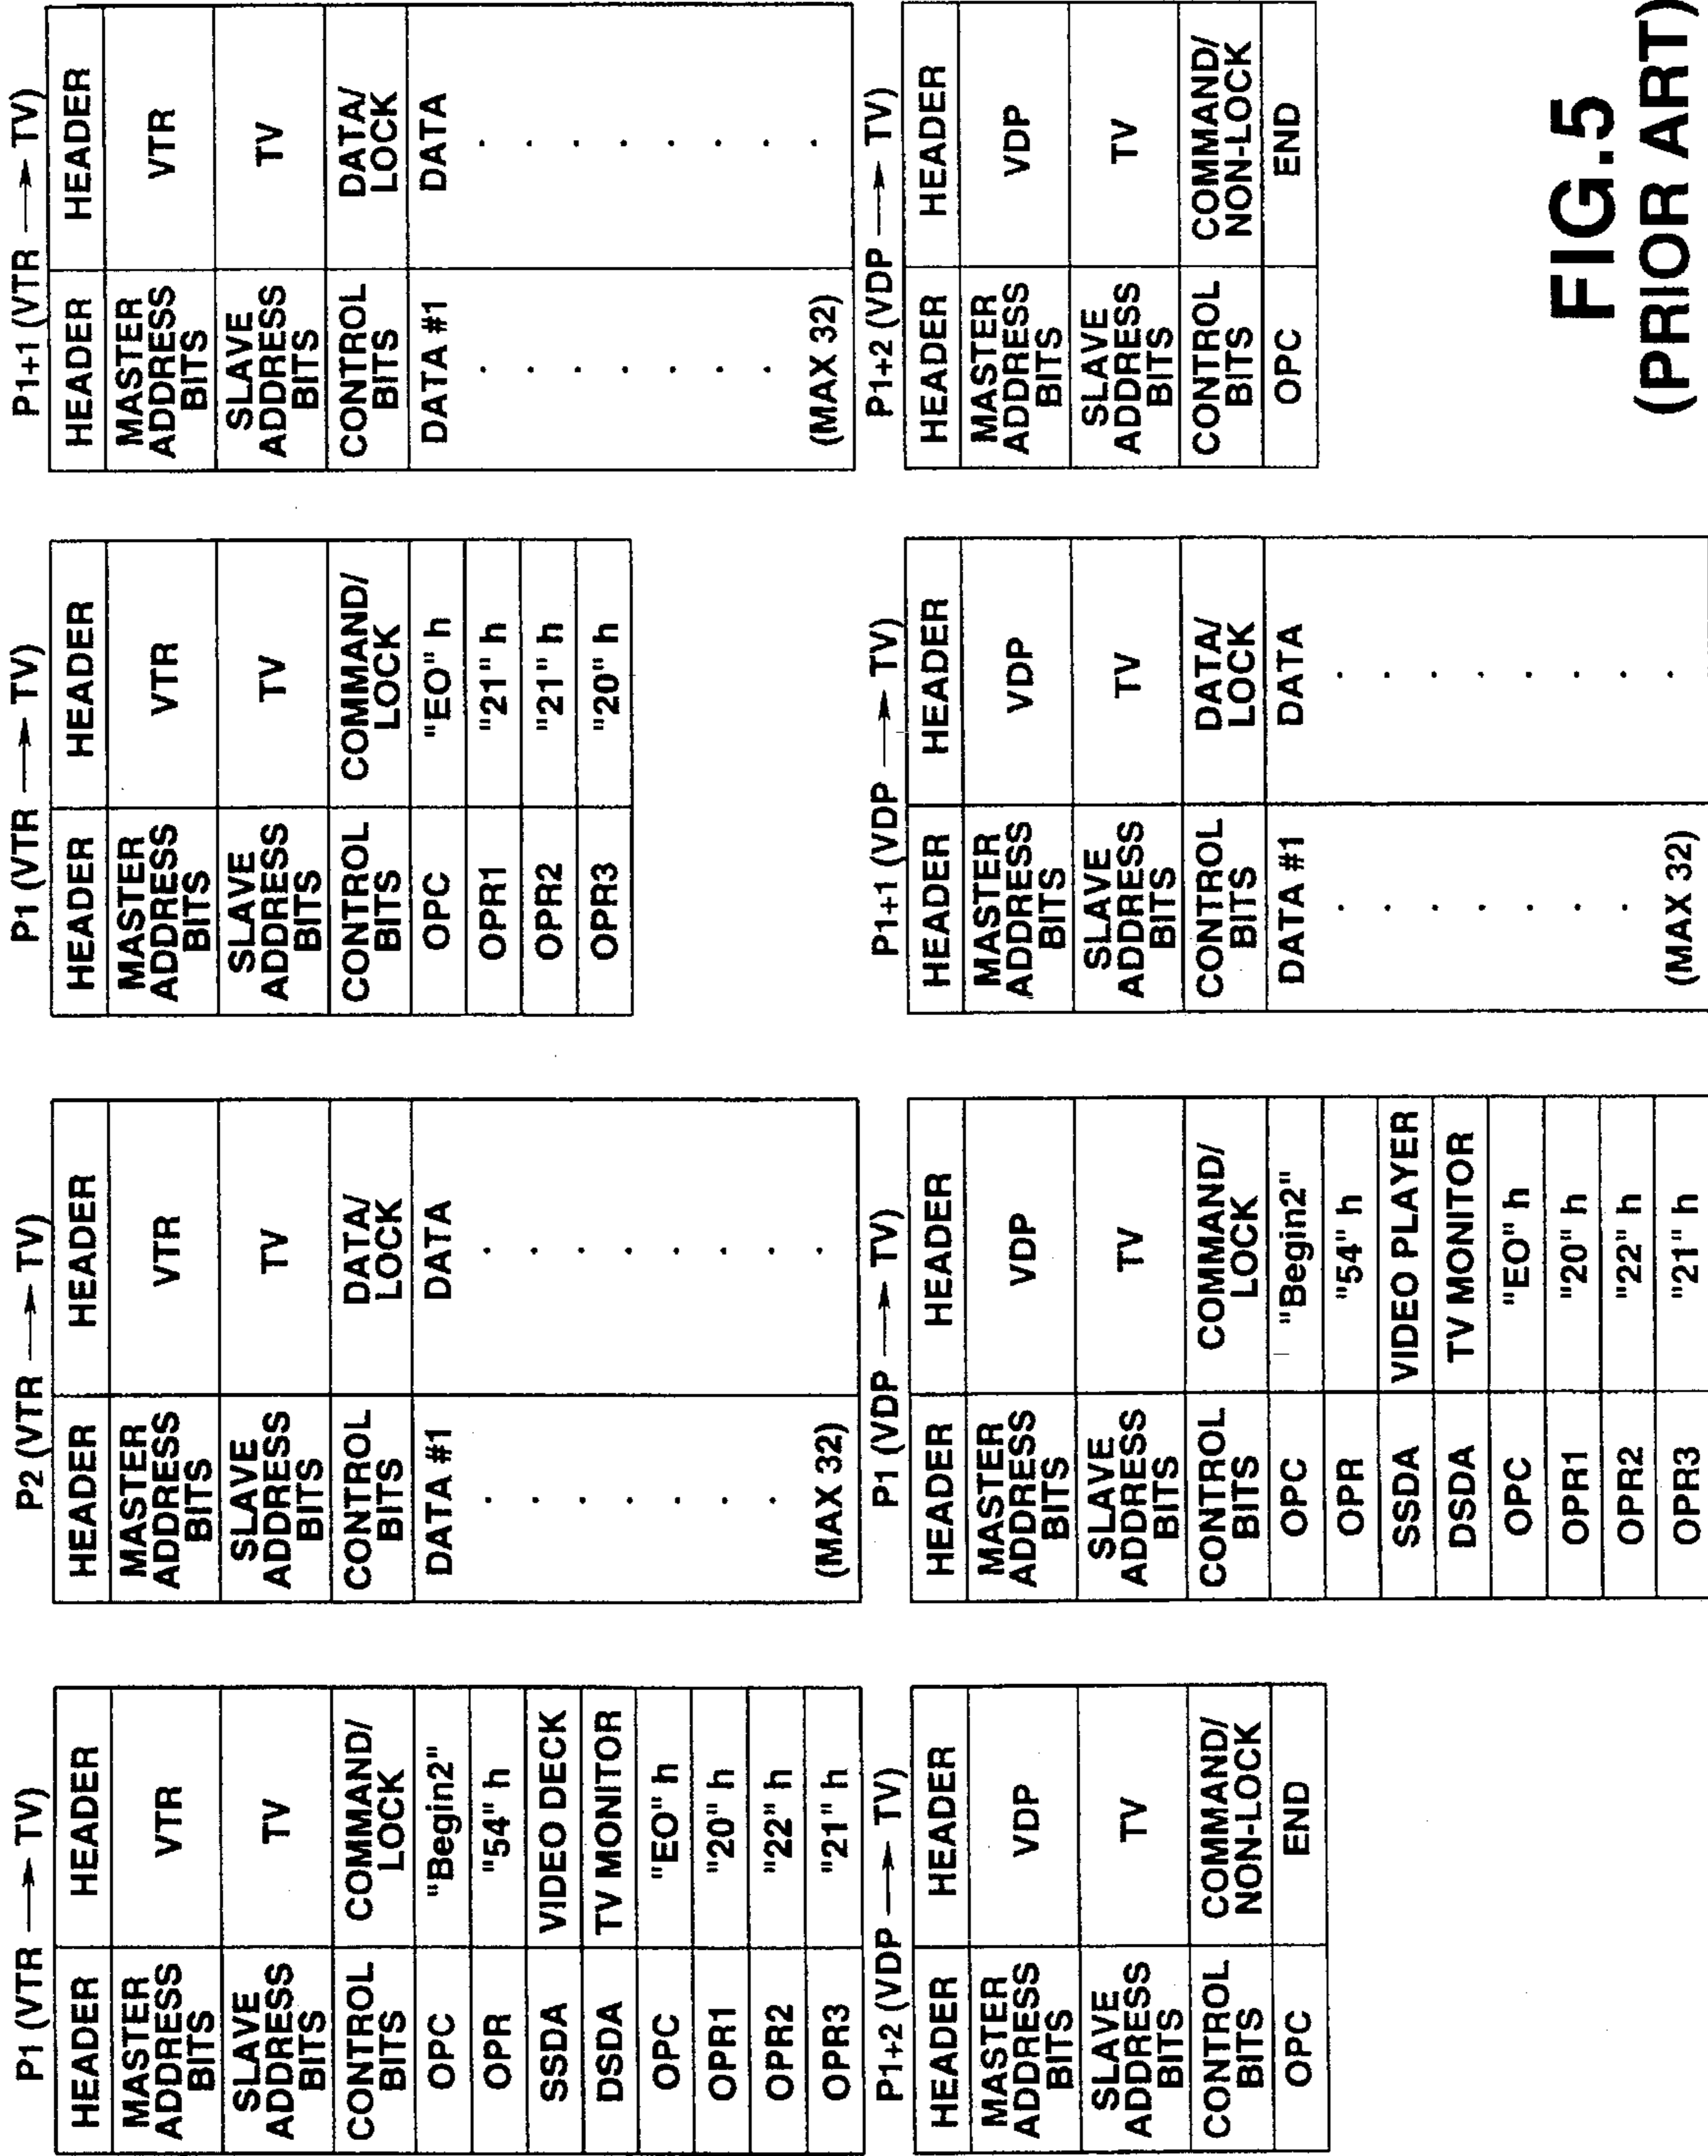 P1 (VTR ⟶ TV)
HEADER HEADER
MASTER
ADDRESS VTR
BITS
SLAVE
ADDRESS TV
BITS
CONTROL COMMAND/
BITS LOCK
OPC "Begin2"
OPR "54" h
SSDA VIDEO DECK
DSDA TV MONITOR
OPC "EO" h
OPR1 "20" h
OPR2 "22" h
OPR3 "21" h
P2 (VTR ⟶ TV)
HEADER HEADER
MASTER
ADDRESS VTR
BITS
SLAVE
ADDRESS TV
BITS
CONTROL DATA/
BITS LOCK
DATA #1 DATA
(MAX 32)
P1 (VTR ⟶ TV)
HEADER HEADER
MASTER
ADDRESS VTR
BITS
SLAVE
ADDRESS TV
BITS
CONTROL COMMAND/
BITS LOCK
OPC "EO" h
OPR1 "21" h
OPR2 "21" h
OPR3 "20" h
P1+1 (VTR ⟶ TV)
HEADER HEADER
MASTER
ADDRESS VTR
BITS
SLAVE
ADDRESS TV
BITS
CONTROL DATA/
BITS LOCK
DATA #1 DATA
(MAX 32)
P1+2 (VDP ⟶ TV)
HEADER HEADER
MASTER
ADDRESS VDP
BITS
SLAVE
ADDRESS TV
BITS
CONTROL COMMAND/
BITS NON-LOCK
OPC END
P1 (VDP ⟶ TV)
HEADER HEADER
MASTER
ADDRESS VDP
BITS
SLAVE
ADDRESS TV
BITS
CONTROL COMMAND/
BITS LOCK
OPC "Begin2"
OPR "54" h
SSDA VIDEO PLAYER
DSDA TV MONITOR
OPC "EO" h
OPR1 "20" h
OPR2 "22" h
OPR3 "21" h
P1+1 (VDP ⟶ TV)
HEADER HEADER
MASTER
ADDRESS VDP
BITS
SLAVE
ADDRESS TV
BITS
CONTROL DATA/
BITS LOCK
DATA #1 DATA
(MAX 32)
P1+2 (VDP ⟶ TV)
HEADER HEADER
MASTER
ADDRESS VDP
BITS
SLAVE
ADDRESS TV
BITS
CONTROL COMMAND/
BITS NON-LOCK
OPC END
FIG.5
(PRIOR ART)